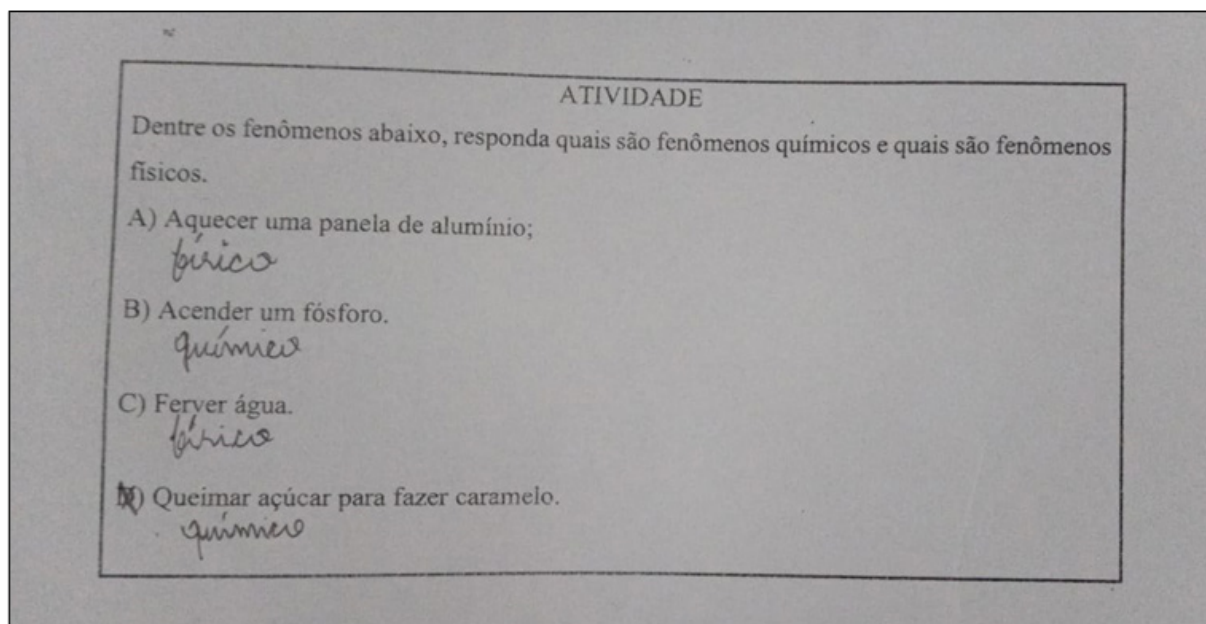 ATIVIDADE
Dentre os fenômenos abaixo, responda quais são fenômenos químicos e quais são fenômenos
físicos.
A) Aquecer uma panela de alumínio;
físico
B) Acender um fósforo.
químico
C) Ferver água.
físico
D) Queimar açúcar para fazer caramelo.
químico